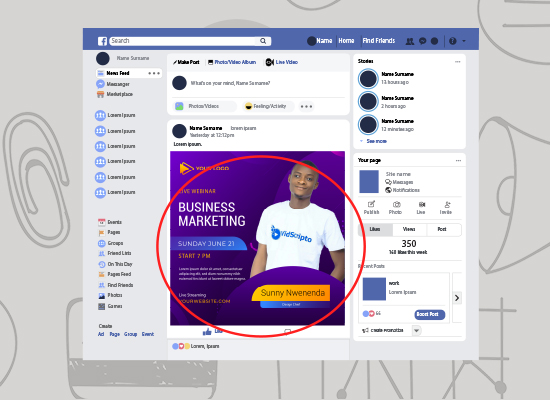 Search
Name Home Find Friends
Name Surname
News Feed
Messanger
Marketplace
Lorem Ipsum
Lorem Ipsum
Lorem Ipsum
Lorem Ipsum
Lorem Ipsum
Lorem Ipsum
Events
Pages
Groups
Friend Lists
On This Day
Pages Feed
Find Friends
Photos
Games
Create
Ad Page Group Event
Make Post Photo/Video Album Live Video
What's on your mind, Name Surname?
Photos/Videos Feeling/Activity
Name Surname lorem ipsum
Yesterday at 12:12pm
Lorem ipsum.
YOUR LOGO
LIVE WEBINAR
BUSINESS
MARKETING
SUNDAY JUNE 21
START 7 PM
Lorem ipsum dolor sit amet, consectetuer
adipiscing elit, sed diam nonummy nibh
euismod tincidunt ut laoreet dolore magna
Live Streaming
YOURWEBSITE.COM
VidScripto
Sunny Nwenenda
Design Chief
Like
Lorem, Ipsum
Stories
Name Surname
13 hours ago
Name Surname
2 hours ago
Name Surname
13 minutes ago
See more
Your page
Site name
Messages
Notifications
Publish Photo Live Invite
Likes Views Post
350
168 likes this week
Recent Posts
work
Lorem Ipsum
66
Boost Post
Create Promotion